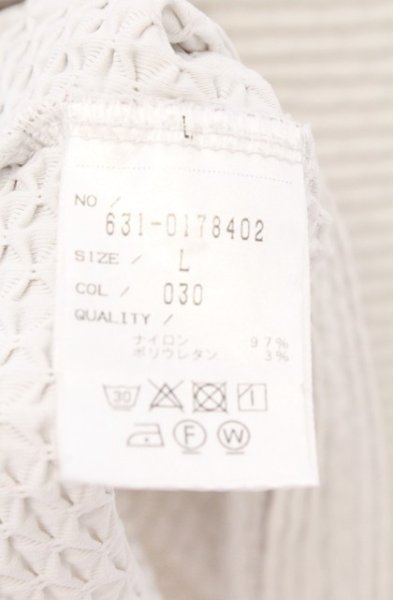 L
NO / 631-0178402
SIZE / L
COL / 030
QUALITY /
ナイロン 97%
ポリウレタン 3%
30
F W